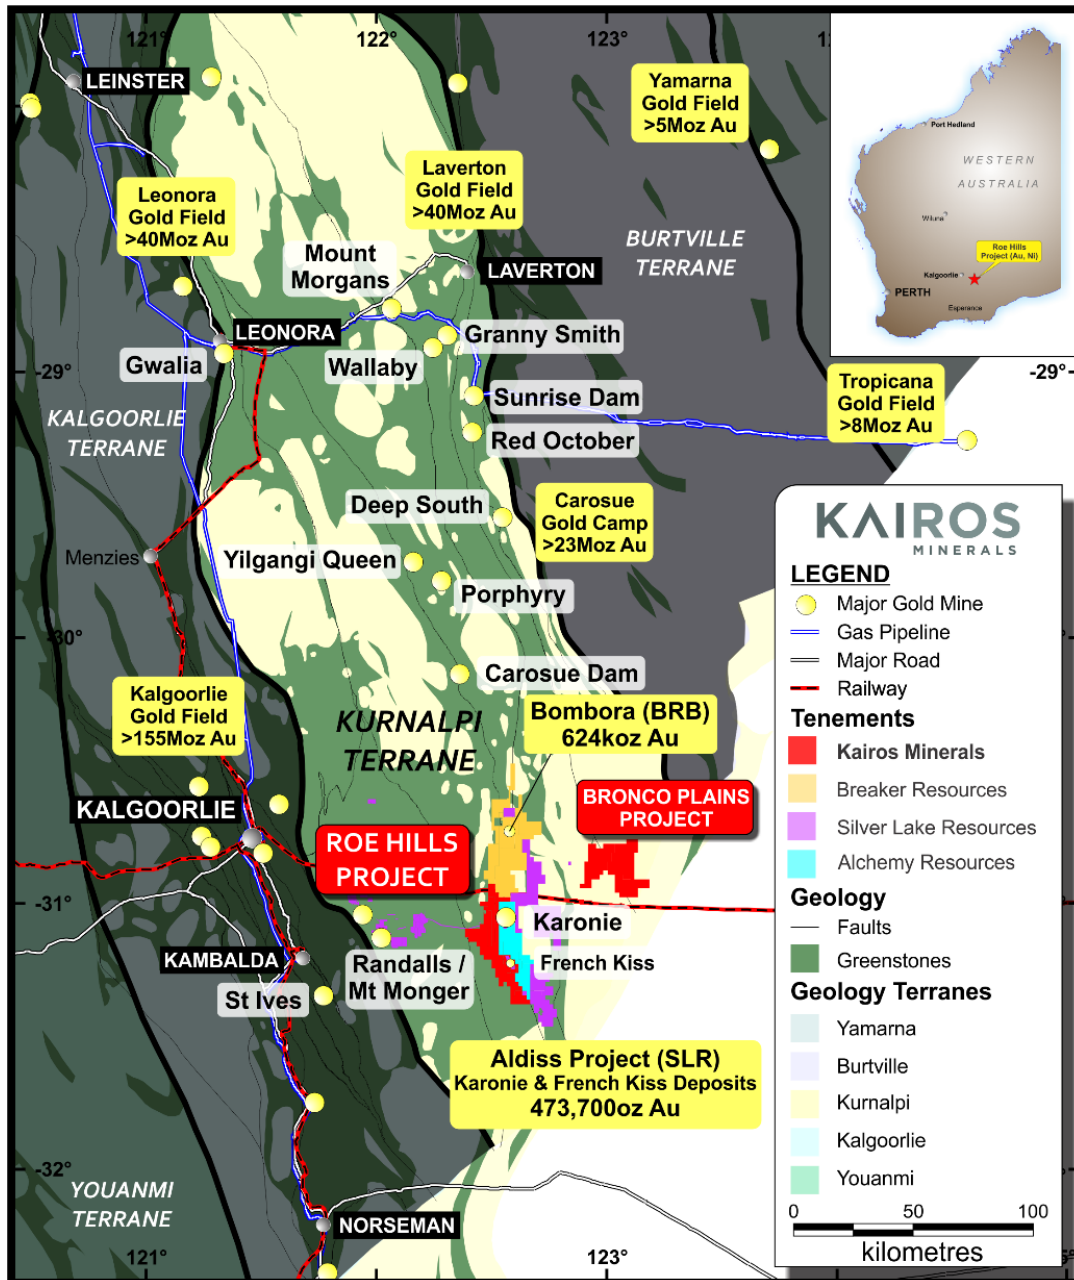 121°
122°
123°
1
LEINSTER
Yamarna
Gold Field
>5Moz Au
Port Hedland
WESTERN
AUSTRALIA
Wiluna
Roe Hills
Project (Au, Ni)
Kalgoorlie
PERTH
Esperance
Leonora
Gold Field
>40Moz Au
Laverton
Gold Field
>40Moz Au
Mount
Morgans
BURTVILLE
TERRANE
LAVERTON
LEONORA
Gwalia
Granny Smith
Wallaby
-29°
-29°
Sunrise Dam
Tropicana
Gold Field
>8Moz Au
KALGOORLIE
TERRANE
Red October
Deep South
Carosue
Gold Camp
>23Moz Au
Menzies
Yilgangi Queen
Porphyry
-30°
Carosue Dam
Kalgoorlie
Gold Field
>155Moz Au
KURNALPI
TERRANE
Bombora (BRB)
624koz Au
KALGOORLIE
BRONCO PLAINS
PROJECT
ROE HILLS
PROJECT
-31°
Karonie
KAMBALDA
French Kiss
Randalls /
Mt Monger
St Ives
Aldiss Project (SLR)
Karonie & French Kiss Deposits
473,700oz Au
-32°
YOUANMI
TERRANE
NORSEMAN
121°
123°
5°
KAIROS
MINERALS
LEGEND
Major Gold Mine
Gas Pipeline
Major Road
Railway
Tenements
Kairos Minerals
Breaker Resources
Silver Lake Resources
Alchemy Resources
Geology
Faults
Greenstones
Geology Terranes
Yamarna
Burtville
Kurnalpi
Kalgoorlie
Youanmi
0 50 100
kilometres